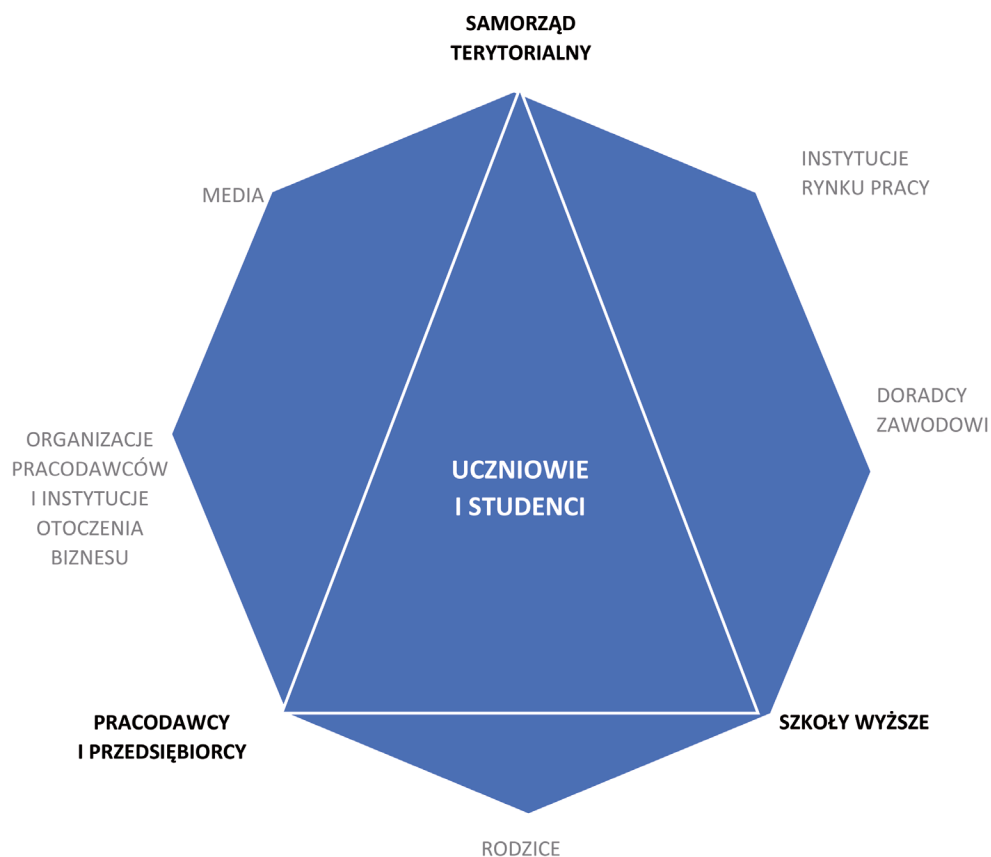 SAMORZĄD
TERYTORIALNY
INSTYTUCJE
RYNKU PRACY
MEDIA
DORADCY
ZAWODOWI
ORGANIZACJE
PRACODAWCÓW
I INSTYTUCJE
OTOCZENIA
BIZNESU
UCZNIOWIE
I STUDENCI
PRACODAWCY
I PRZEDSIĘBIORCY
SZKOŁY WYŻSZE
RODZICE